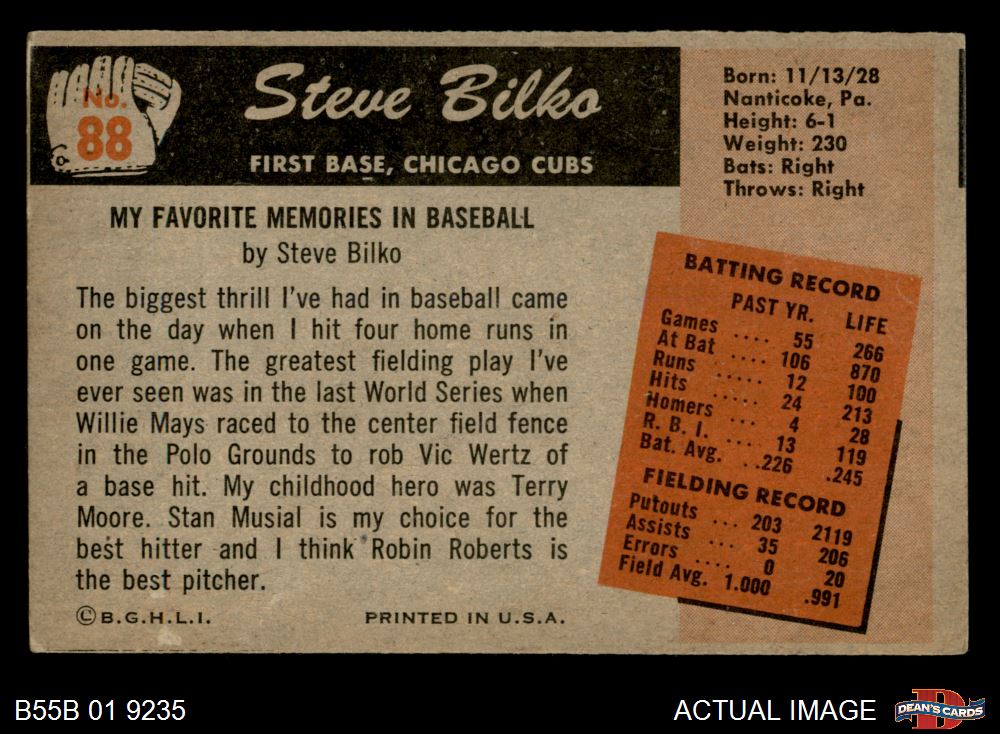 No.
88
Steve Bilko
FIRST BASE, CHICAGO CUBS
Born: 11/13/28
Nanticoke, Pa.
Height: 6-1
Weight: 230
Bats: Right
Throws: Right
MY FAVORITE MEMORIES IN BASEBALL
by Steve Bilko
The biggest thrill I've had in baseball came
on the day when I hit four home runs in
one game. The greatest fielding play I've
ever seen was in the last World Series when
Willie Mays raced to the center field fence
in the Polo Grounds to rob Vic Wertz of
a base hit. My childhood hero was Terry
Moore. Stan Musial is my choice for the
best hitter and I think Robin Roberts is
the best pitcher.
©B.G.H.L.I. PRINTED IN U.S.A.
BATTING RECORD
PAST YR. LIFE
Games .... 55 266
At Bat .... 106 870
Runs ..... 12 100
Hits ..... 24 213
Homers .... 4 28
R. B. I. ... 13 119
Bat. Avg. ..226 .245
FIELDING RECORD
Putouts ... 203 2119
Assists ... 35 206
Errors .... 0 20
Field Avg. 1.000 .991
B55B 01 9235
ACTUAL IMAGE
DEAN'S CARDS